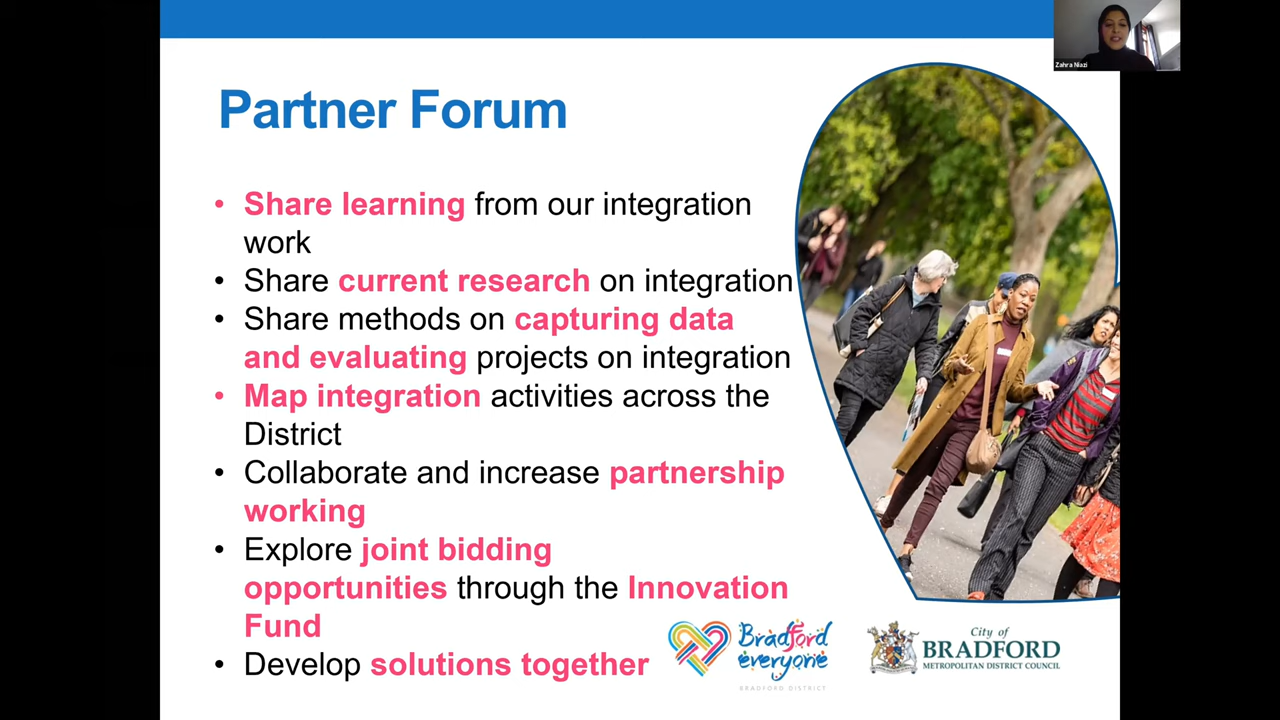 Zahra Niazi
Partner Forum
• Share learning from our integration
work
• Share current research on integration
• Share methods on capturing data
and evaluating projects on integration
• Map integration activities across the
District
• Collaborate and increase partnership
working
• Explore joint bidding
opportunities through the Innovation
Fund
• Develop solutions together
Bradford
everyone
BRADFORD DISTRICT
City of
BRADFORD
METROPOLITAN DISTRICT COUNCIL